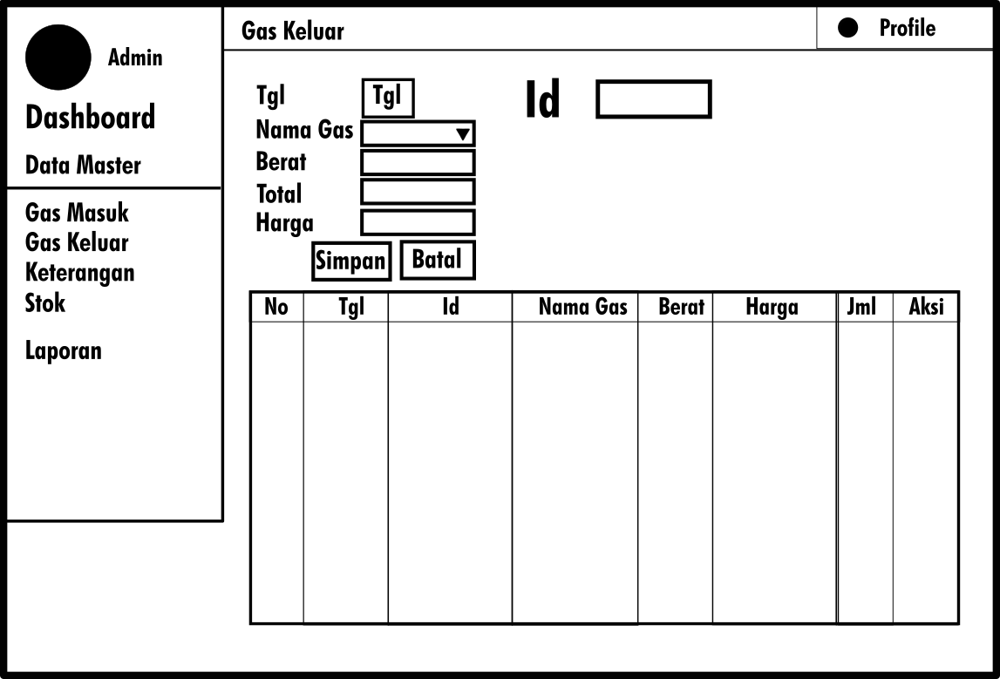 Admin
Dashboard
Data Master
Gas Masuk
Gas Keluar
Keterangan
Stok
Laporan
Gas Keluar
Profile
Tgl Tgl Id
Nama Gas
Berat
Total
Harga
Simpan Batal
No Tgl Id Nama Gas Berat Harga Jml Aksi